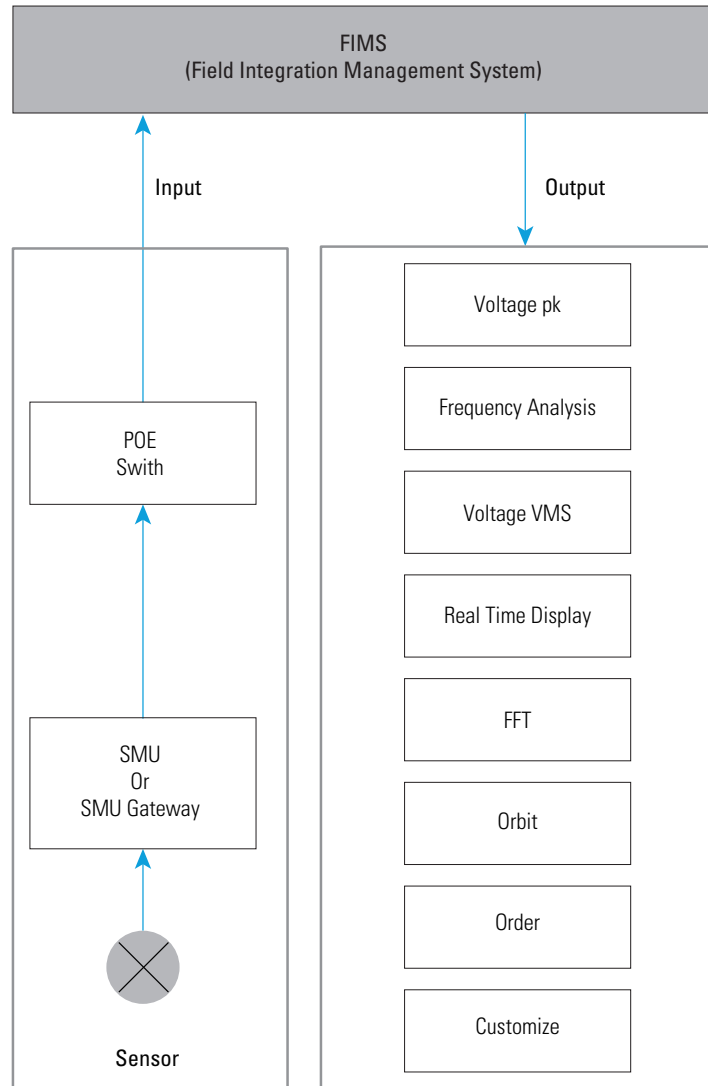 FIMS
(Field Integration Management System)
Input
Output
POE
Swith
SMU
Or
SMU Gateway
Sensor
Voltage pk
Frequency Analysis
Voltage VMS
Real Time Display
FFT
Orbit
Order
Customize